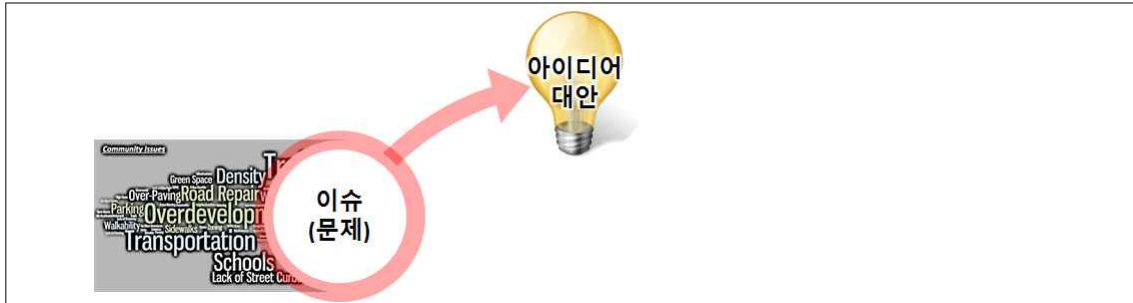 아이디어
대안
Community Issues
Green Space Density
Over-Paving Road Repair
Parking Overdevelop
Walkability Sidewalks
Transportation
Schools
Lack of Street
이슈
(문제)